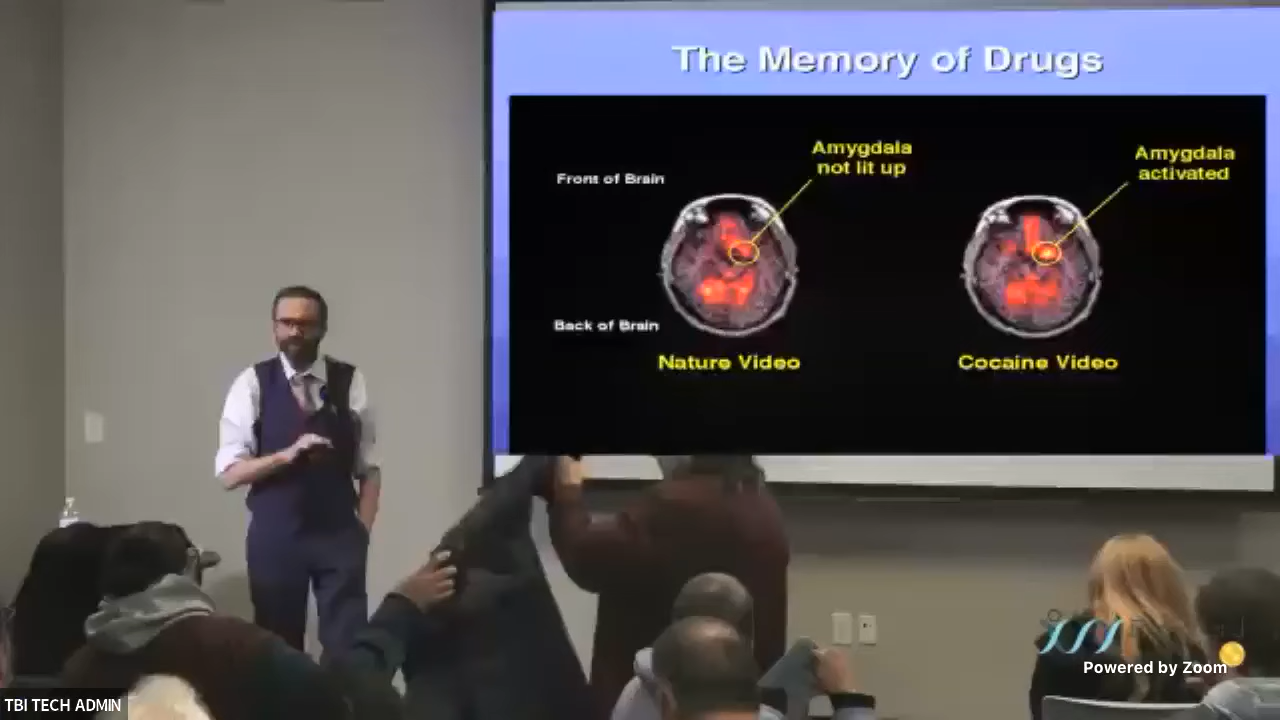 The Memory of Drugs
Amygdala
not lit up
Amygdala
activated
Front of Brain
Back of Brain
Nature Video
Cocaine Video
Powered by Zoom
TBI TECH ADMIN